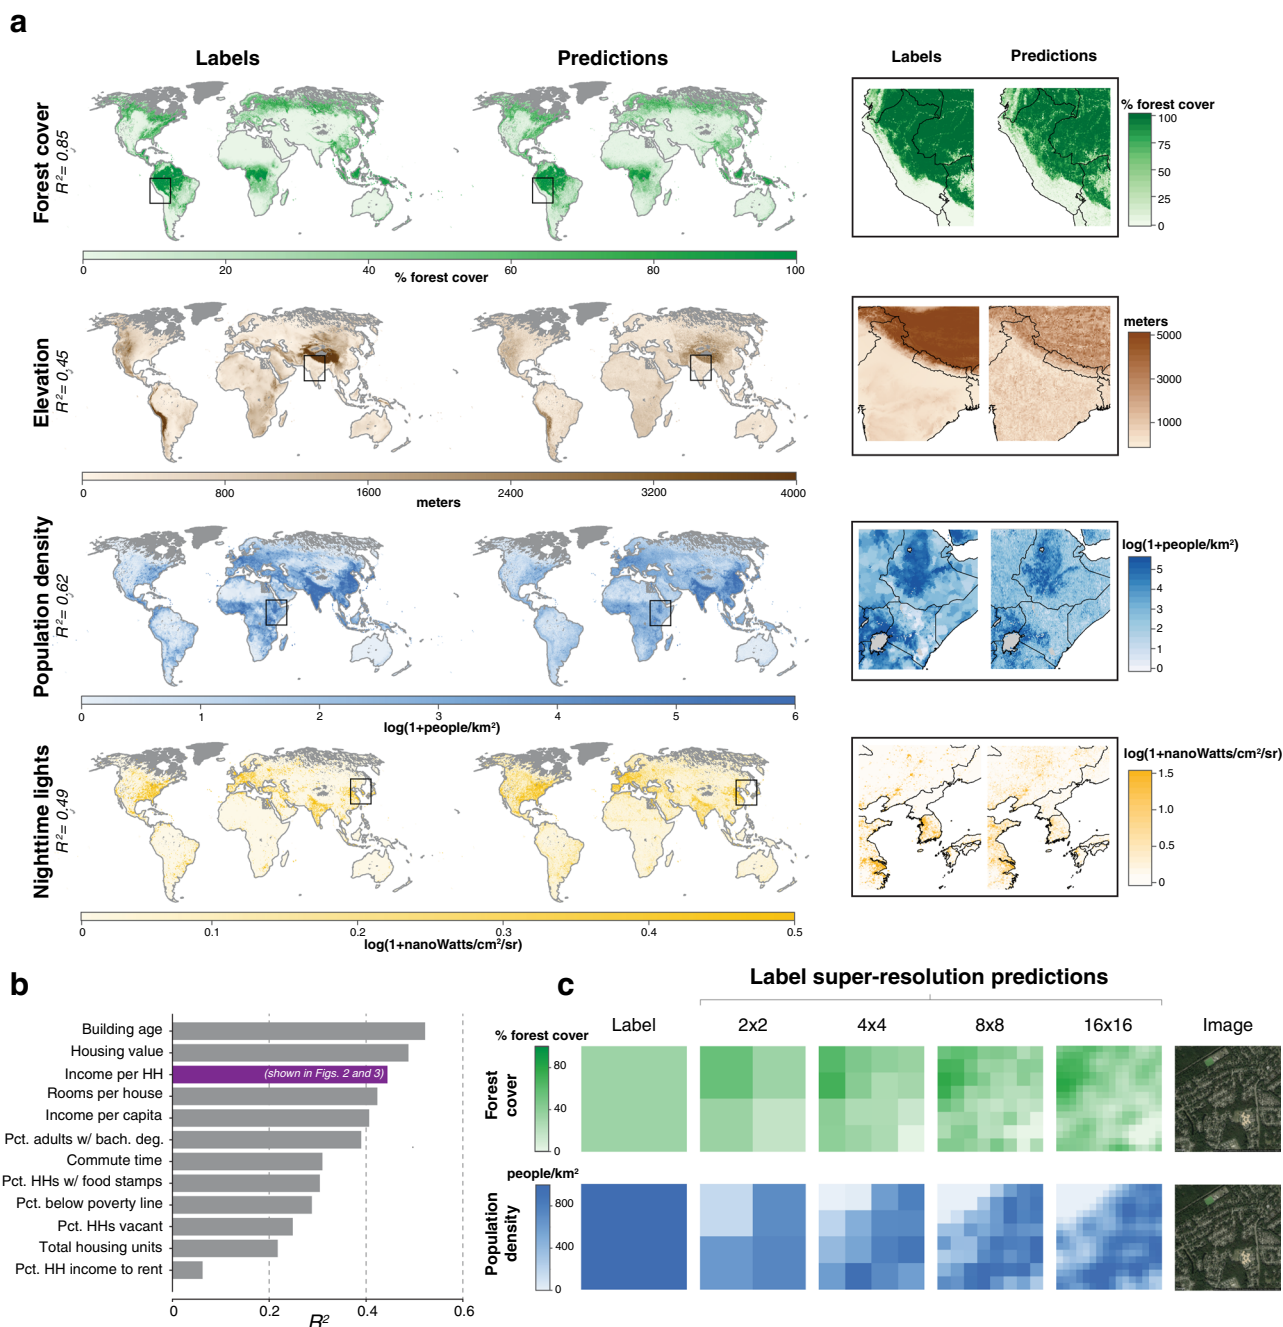 a
Labels
Predictions
Labels
Predictions
Forest cover
R² = 0.85
0 20 40 60 80 100
% forest cover
% forest cover
100
75
50
25
0
Elevation
R² = 0.45
0 800 1600 2400 3200 4000
meters
meters
5000
3000
1000
Population density
R² = 0.62
0 1 2 3 4 5 6
log(1+people/km²)
log(1+people/km²)
5
4
3
2
1
0
Nighttime lights
R² = 0.49
0 0.1 0.2 0.3 0.4 0.5
log(1+nanoWatts/cm²/sr)
log(1+nanoWatts/cm²/sr)
1.5
1.0
0.5
0
b
Building age
Housing value
Income per HH
(shown in Figs. 2 and 3)
Rooms per house
Income per capita
Pct. adults w/ bach. deg.
Commute time
Pct. HHs w/ food stamps
Pct. below poverty line
Pct. HHs vacant
Total housing units
Pct. HH income to rent
0 0.2 0.4 0.6
R²
c
Label super-resolution predictions
Label 2x2 4x4 8x8 16x16 Image
% forest cover
80
40
0
Forest
cover
people/km²
800
400
0
Population
density